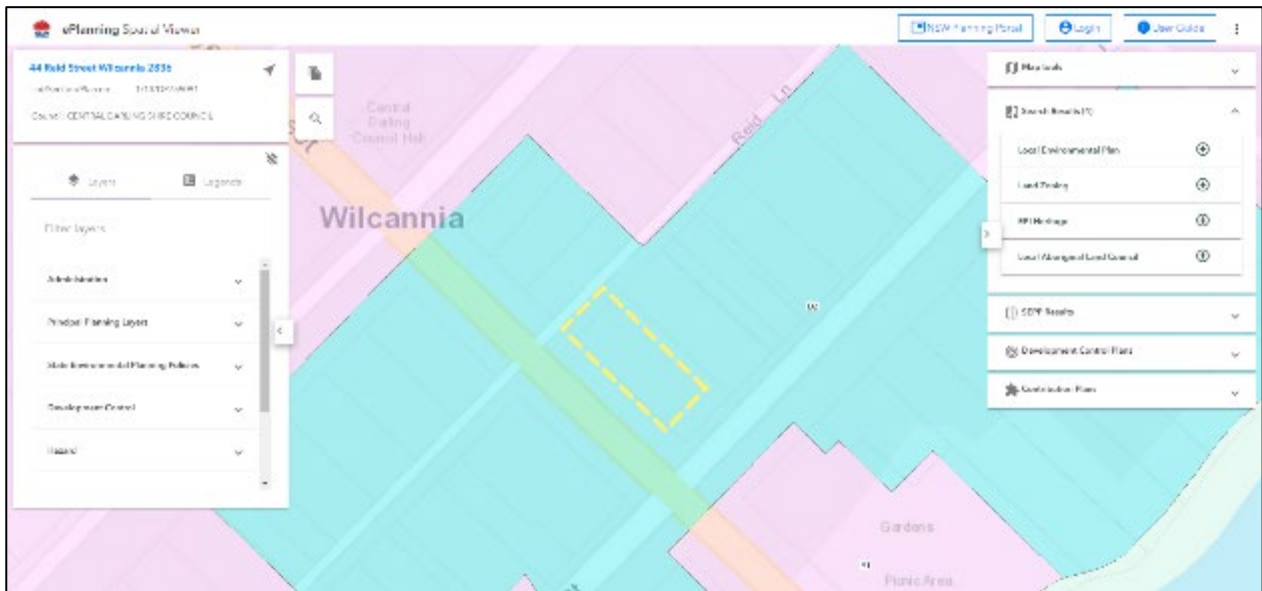 ePlanning Spatial Viewer
NSW Planning Portal
Login
User Guide
44 Reid Street Wilcannia 2836
Council: CENTRAL DARLING SHIRE COUNCIL
Layers
Legends
Filter layers
Administration
Principal Planning Layers
State Environmental Planning Policies
Development Control
Hazard
Central
Darling
Council Hall
Wilcannia
Reid Ln
Gardens
Picnic Area
Map tools
Search Results (4)
Local Environmental Plan
Land Zoning
EPI Heritage
Local Aboriginal Land Council
SEPP Results
Development Control Plans
Contribution Plans